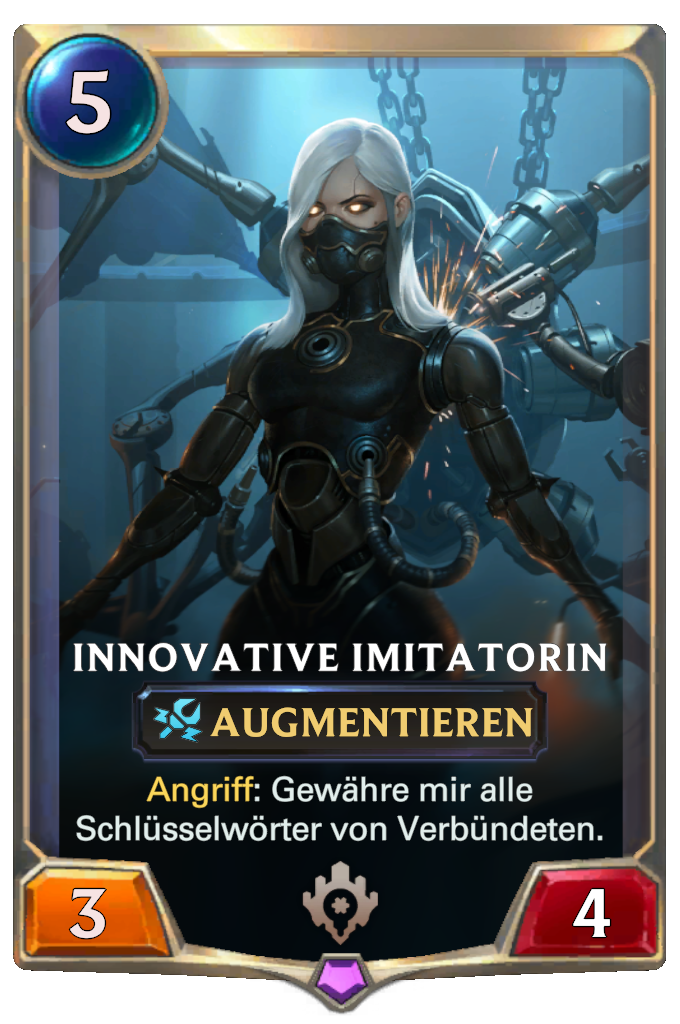 5
INNOVATIVE IMITATORIN
AUGMENTIEREN
Angriff: Gewähre mir alle
Schlüsselwörter von Verbündeten.
3
4